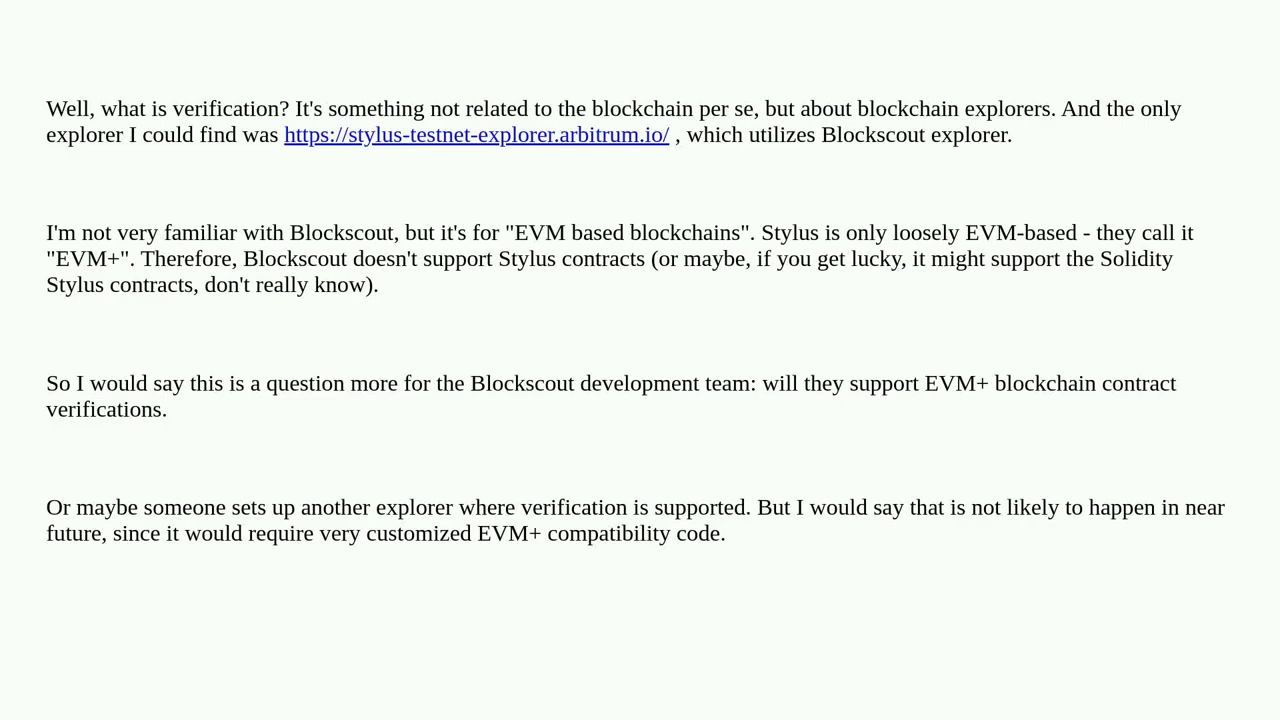 Well, what is verification? It's something not related to the blockchain per se, but about blockchain explorers. And the only
explorer I could find was https://stylus-testnet-explorer.arbitrum.io/ , which utilizes Blockscout explorer.
I'm not very familiar with Blockscout, but it's for "EVM based blockchains". Stylus is only loosely EVM-based - they call it
"EVM+". Therefore, Blockscout doesn't support Stylus contracts (or maybe, if you get lucky, it might support the Solidity
Stylus contracts, don't really know).
So I would say this is a question more for the Blockscout development team: will they support EVM+ blockchain contract
verifications.
Or maybe someone sets up another explorer where verification is supported. But I would say that is not likely to happen in near
future, since it would require very customized EVM+ compatibility code.